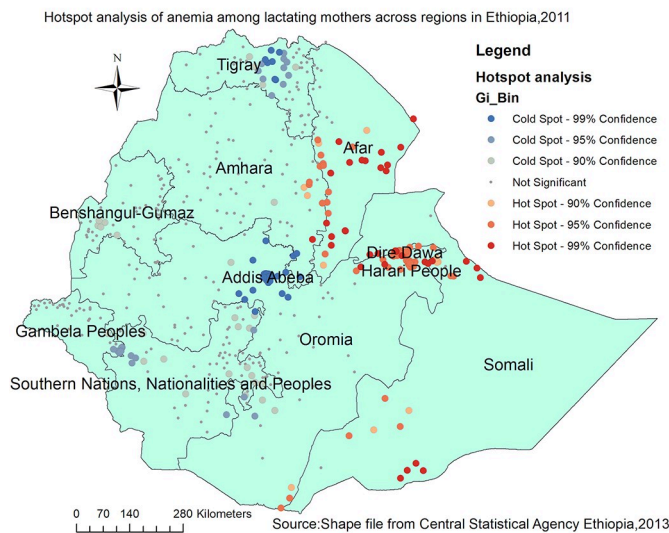 Hotspot analysis of anemia among lactating mothers across regions in Ethiopia,2011
N
Legend
Hotspot analysis
Gi_Bin
Cold Spot - 99% Confidence
Cold Spot - 95% Confidence
Cold Spot - 90% Confidence
Not Significant
Hot Spot - 90% Confidence
Hot Spot - 95% Confidence
Hot Spot - 99% Confidence
Tigray
Afar
Amhara
Benshangul-Gumaz
Dire Dawa
Harari People
Addis Abeba
Gambela Peoples
Oromia
Somali
Southern Nations, Nationalities and Peoples
0 70 140 280 Kilometers
Source:Shape file from Central Statistical Agency Ethiopia,2013